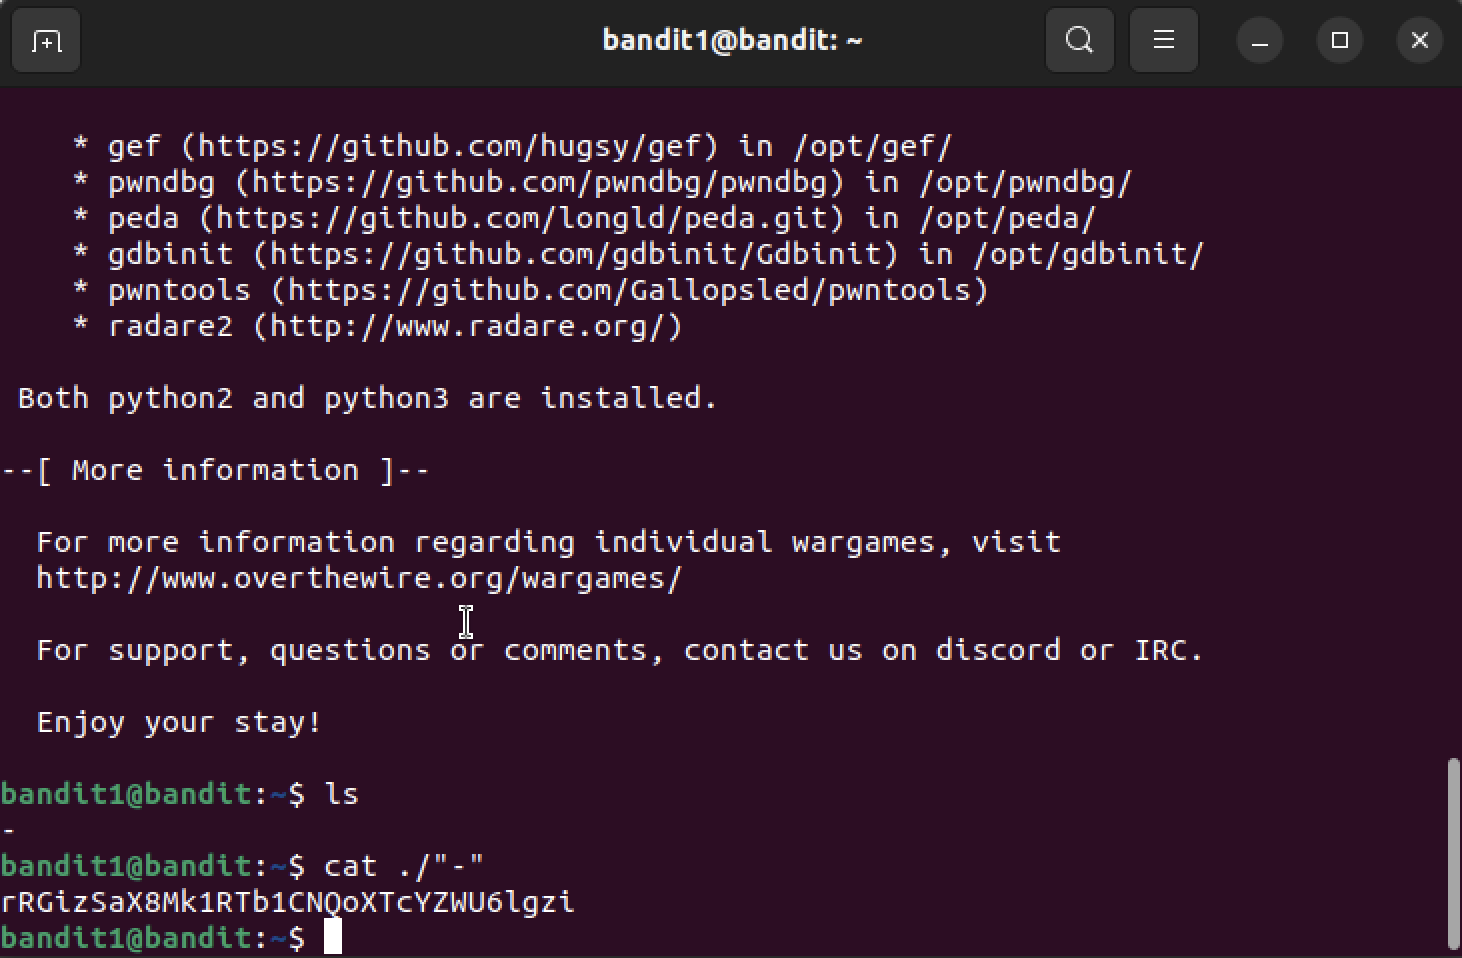 bandit1@bandit: ~
* gef (https://github.com/hugsy/gef) in /opt/gef/
* pwndbg (https://github.com/pwndbg/pwndbg) in /opt/pwndbg/
* peda (https://github.com/longld/peda.git) in /opt/peda/
* gdbinit (https://github.com/gdbinit/Gdbinit) in /opt/gdbinit/
* pwntools (https://github.com/Gallopsled/pwntools)
* radare2 (http://www.radare.org/)
Both python2 and python3 are installed.
--[ More information ]--
For more information regarding individual wargames, visit
http://www.overthewire.org/wargames/
For support, questions or comments, contact us on discord or IRC.
Enjoy your stay!
bandit1@bandit:~$ ls
-
bandit1@bandit:~$ cat ./"-"
rRGizSaX8Mk1RTb1CNQoXTcYZWU6lgzi
bandit1@bandit:~$